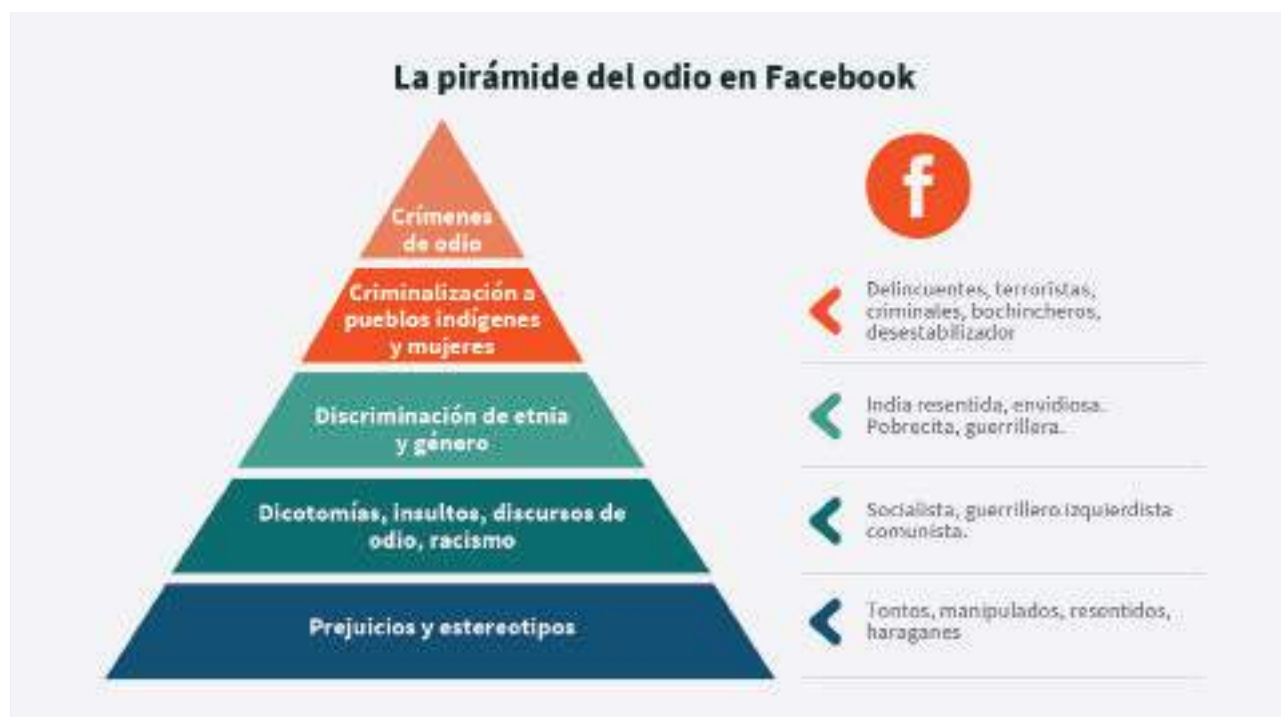 La pirámide del odio en Facebook
f
Crímenes
de odio
Criminalización a
pueblos indígenes
y mujeres
Delincuentes, terroristas,
criminales, bochincheros,
desestabilizador
Discriminación de etnia
y género
India resentida, envidiosa.
Pobrecita, guerrillera.
Dicotomías, insultos, discursos de
odio, racismo
Socialista, guerrillero izquierdista
comunista.
Prejuicios y estereotipos
Tontos, manipulados, resentidos,
haraganes